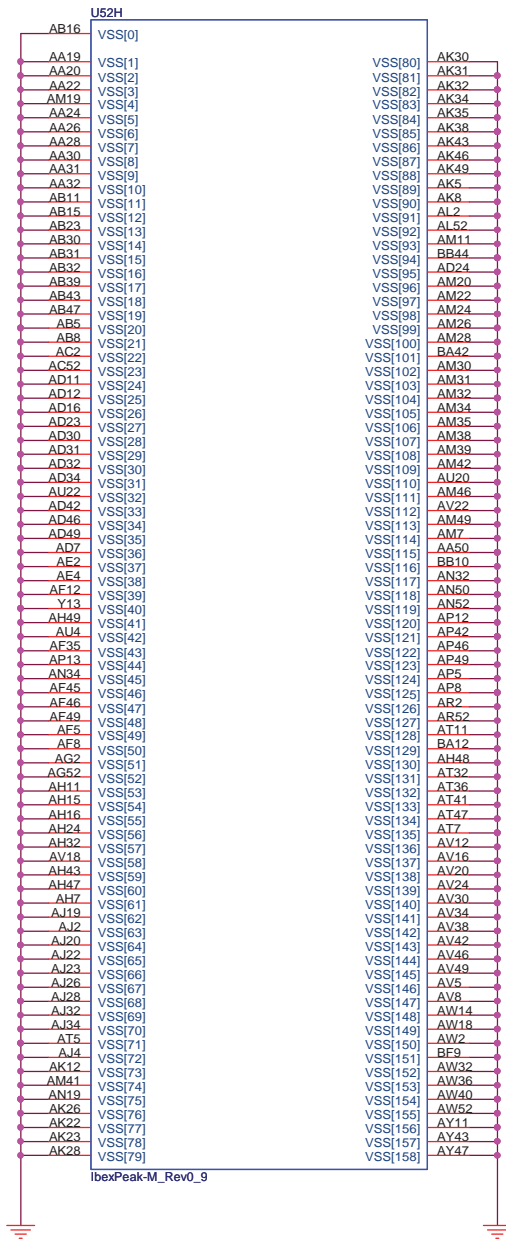 U52H
AB16 VSS[0]
AA19 VSS[1] VSS[80] AK30
AA20 VSS[2] VSS[81] AK31
AA22 VSS[3] VSS[82] AK32
AM19 VSS[4] VSS[83] AK34
AA24 VSS[5] VSS[84] AK35
AA26 VSS[6] VSS[85] AK38
AA28 VSS[7] VSS[86] AK43
AA30 VSS[8] VSS[87] AK46
AA31 VSS[9] VSS[88] AK49
AA32 VSS[10] VSS[89] AK5
AB11 VSS[11] VSS[90] AK8
AB15 VSS[12] VSS[91] AL2
AB23 VSS[13] VSS[92] AL52
AB30 VSS[14] VSS[93] AM11
AB31 VSS[15] VSS[94] BB44
AB32 VSS[16] VSS[95] AD24
AB39 VSS[17] VSS[96] AM20
AB43 VSS[18] VSS[97] AM22
AB47 VSS[19] VSS[98] AM24
AB5 VSS[20] VSS[99] AM26
AB8 VSS[21] VSS[100] AM28
AC2 VSS[22] VSS[101] BA42
AC52 VSS[23] VSS[102] AM30
AD11 VSS[24] VSS[103] AM31
AD12 VSS[25] VSS[104] AM32
AD16 VSS[26] VSS[105] AM34
AD23 VSS[27] VSS[106] AM35
AD30 VSS[28] VSS[107] AM38
AD31 VSS[29] VSS[108] AM39
AD32 VSS[30] VSS[109] AM42
AD34 VSS[31] VSS[110] AU20
AU22 VSS[32] VSS[111] AM46
AD42 VSS[33] VSS[112] AV22
AD46 VSS[34] VSS[113] AM49
AD49 VSS[35] VSS[114] AM7
AD7 VSS[36] VSS[115] AA50
AE2 VSS[37] VSS[116] BB10
AE4 VSS[38] VSS[117] AN32
AF12 VSS[39] VSS[118] AN50
Y13 VSS[40] VSS[119] AN52
AH49 VSS[41] VSS[120] AP12
AU4 VSS[42] VSS[121] AP42
AF35 VSS[43] VSS[122] AP46
AP13 VSS[44] VSS[123] AP49
AN34 VSS[45] VSS[124] AP5
AF45 VSS[46] VSS[125] AP8
AF46 VSS[47] VSS[126] AR2
AF49 VSS[48] VSS[127] AR52
AF5 VSS[49] VSS[128] AT11
AF8 VSS[50] VSS[129] BA12
AG2 VSS[51] VSS[130] AH48
AG52 VSS[52] VSS[131] AT32
AH11 VSS[53] VSS[132] AT36
AH15 VSS[54] VSS[133] AT41
AH16 VSS[55] VSS[134] AT47
AH24 VSS[56] VSS[135] AT7
AH32 VSS[57] VSS[136] AV12
AV18 VSS[58] VSS[137] AV16
AH43 VSS[59] VSS[138] AV20
AH47 VSS[60] VSS[139] AV24
AH7 VSS[61] VSS[140] AV30
AJ19 VSS[62] VSS[141] AV34
AJ2 VSS[63] VSS[142] AV38
AJ20 VSS[64] VSS[143] AV42
AJ22 VSS[65] VSS[144] AV46
AJ23 VSS[66] VSS[145] AV49
AJ26 VSS[67] VSS[146] AV5
AJ28 VSS[68] VSS[147] AV8
AJ32 VSS[69] VSS[148] AW14
AJ34 VSS[70] VSS[149] AW18
AT5 VSS[71] VSS[150] AW2
AJ4 VSS[72] VSS[151] BF9
AK12 VSS[73] VSS[152] AW32
AM41 VSS[74] VSS[153] AW36
AN19 VSS[75] VSS[154] AW40
AK26 VSS[76] VSS[155] AW52
AK22 VSS[77] VSS[156] AY11
AK23 VSS[78] VSS[157] AY43
AK28 VSS[79] VSS[158] AY47
IbexPeak-M_Rev0_9